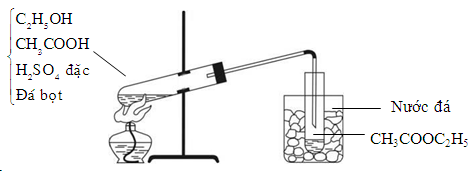 C₂H₅OH
CH₃COOH
H₂SO₄ đặc
Đá bọt
Nước đá
CH₃COOC₂H₅